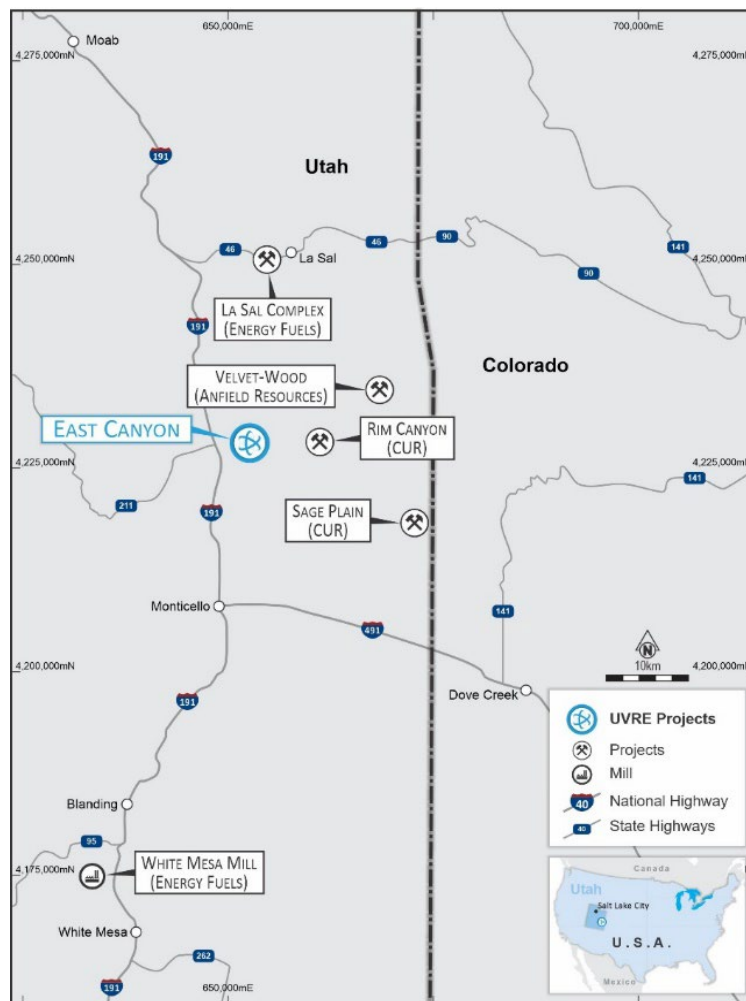 650,000mE
700,000mE
Moab
4,275,000mN
4,275,000mN
191
Utah
46
46
90
141
La Sal
4,250,000mN
4,250,000mN
90
LA SAL COMPLEX
(ENERGY FUELS)
191
Colorado
VELVET-WOOD
(ANFIELD RESOURCES)
EAST CANYON
RIM CANYON
(CUR)
4,225,000mN
4,225,000mN
141
211
191
SAGE PLAIN
(CUR)
Monticello
491
141
N
10km
4,200,000mN
4,200,000mN
Dove Creek
191
UVRE Projects
Projects
Mill
40
National Highway
40
State Highways
Blanding
95
4,175,000mN
WHITE MESA MILL
(ENERGY FUELS)
White Mesa
262
191
650,000mE
Canada
Utah
Salt Lake City
U.S.A.
Mexico